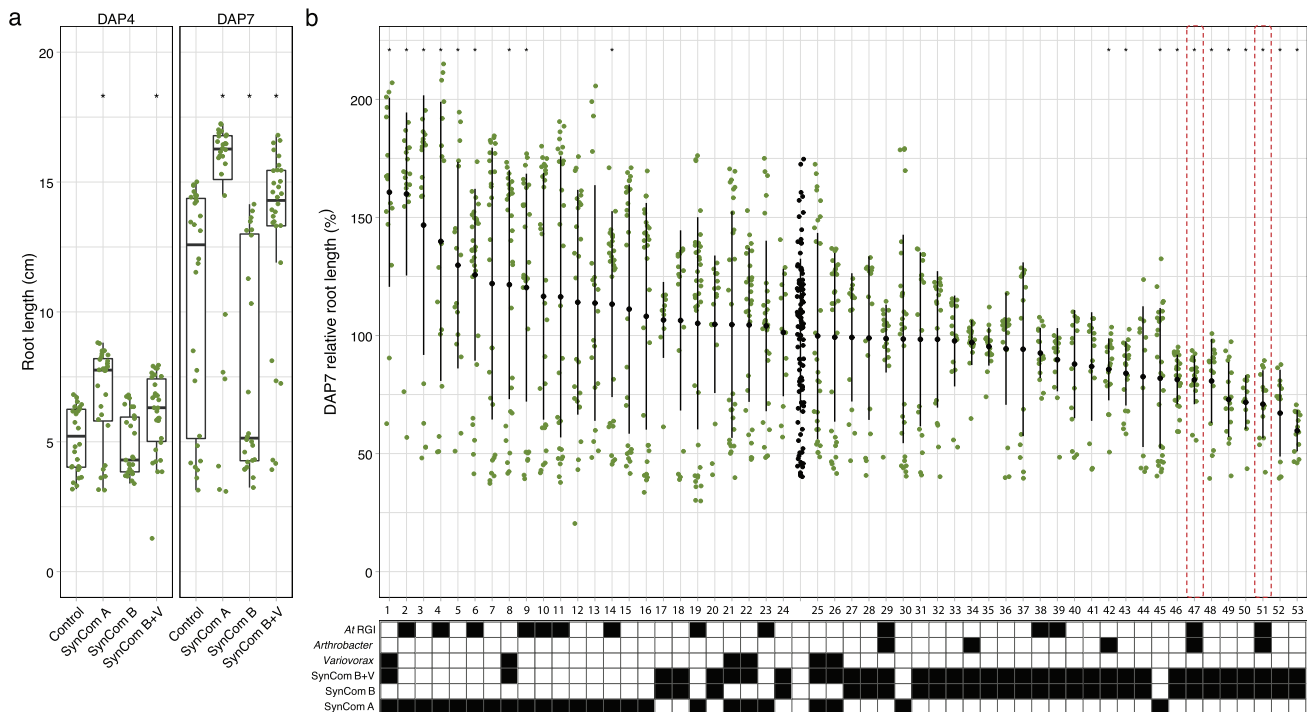 a
DAP4
DAP7
Root length (cm)
20
15
10
5
0
* * * * *
Control
SynCom A
SynCom B
SynCom B+V
Control
SynCom A
SynCom B
SynCom B+V
b
DAP7 relative root length (%)
200
150
100
50
0
* * * * * * * * * * * * * * * * * * * *
1 2 3 4 5 6 7 8 9 10 11 12 13 14 15 16 17 18 19 20 21 22 23 24 25 26 27 28 29 30 31 32 33 34 35 36 37 38 39 40 41 42 43 44 45 46 47 48 49 50 51 52 53
At RGI
Arthrobacter
Variovorax
SynCom B+V
SynCom B
SynCom A